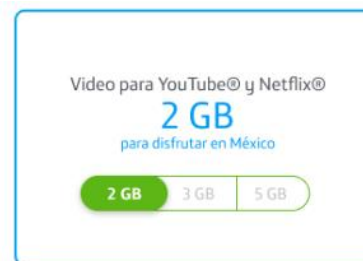 Video para YouTube® y Netflix®
2 GB
para disfrutar en México
2 GB 3 GB 5 GB